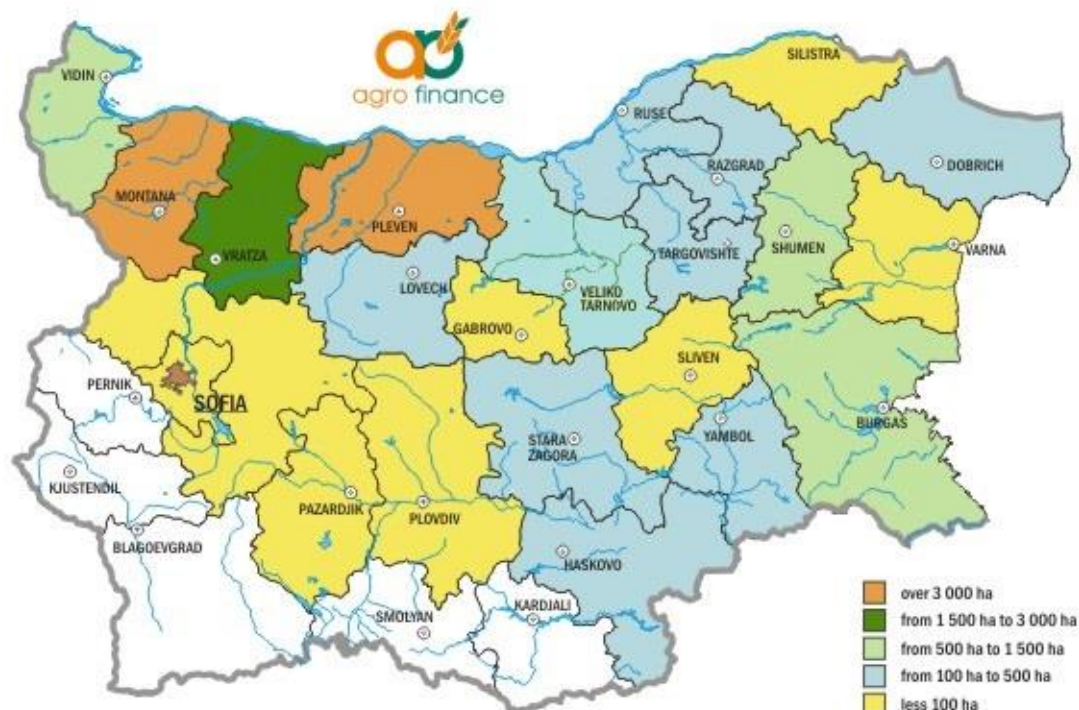 ao
agro finance
VIDIN
SILISTRA
RUSE
RAZGRAD
DOBRICH
MONTANA
PLEVEN
VRATZA
TARGOVISHTE
SHUMEN
VARNA
LOVECH
VELIKO
TARNOVO
GABROVO
SLIVEN
PERNIK
SOFIA
BURGAS
STARA
ZAGORA
YAMBOL
KJUSTENDIL
PAZARDJIK
PLOVDIV
BLAGOEVGRAD
HASKOVO
SMOLYAN
KARDJALI
over 3 000 ha
from 1 500 ha to 3 000 ha
from 500 ha to 1 500 ha
from 100 ha to 500 ha
less 100 ha